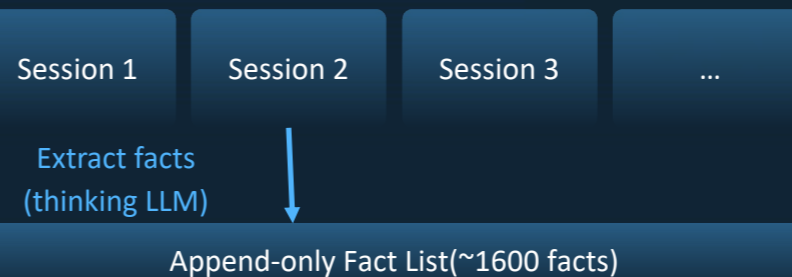 Session 1
Session 2
Session 3
...
Extract facts
(thinking LLM)
Append-only Fact List(~1600 facts)